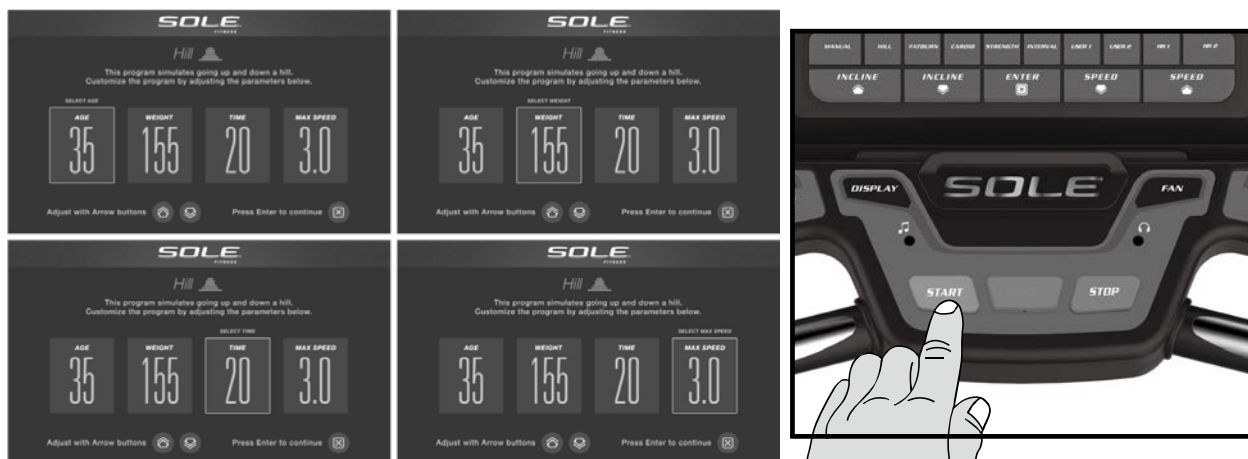 SOLE
FITNESS
Hill
This program simulates going up and down a hill.
Customize the program by adjusting the parameters below.
SELECT AGE
AGE WEIGHT TIME MAX SPEED
35 155 20 3.0
Adjust with Arrow buttons Press Enter to continue
SOLE
FITNESS
Hill
This program simulates going up and down a hill.
Customize the program by adjusting the parameters below.
SELECT WEIGHT
AGE WEIGHT TIME MAX SPEED
35 155 20 3.0
Adjust with Arrow buttons Press Enter to continue
SOLE
FITNESS
Hill
This program simulates going up and down a hill.
Customize the program by adjusting the parameters below.
SELECT TIME
AGE WEIGHT TIME MAX SPEED
35 155 20 3.0
Adjust with Arrow buttons Press Enter to continue
SOLE
FITNESS
Hill
This program simulates going up and down a hill.
Customize the program by adjusting the parameters below.
SELECT MAX SPEED
AGE WEIGHT TIME MAX SPEED
35 155 20 3.0
Adjust with Arrow buttons Press Enter to continue
MANUAL HILL FATBURN CARDIO STRENGTH INTERVAL USER 1 USER 2 HR 1 HR 2
INCLINE INCLINE ENTER SPEED SPEED
DISPLAY SOLE FAN
START STOP